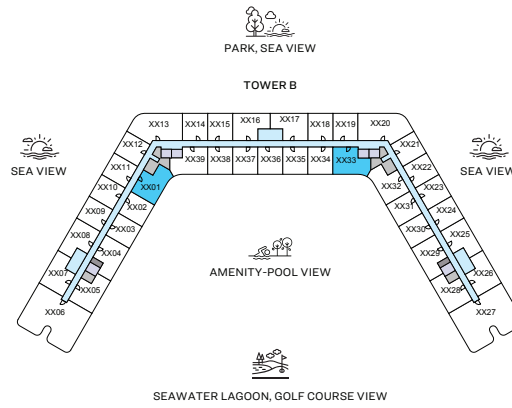 PARK, SEA VIEW
TOWER B
XX13
XX14
XX15
XX16
XX17
XX18
XX19
XX20
XX12
XX21
XX39
XX38
XX37
XX36
XX35
XX34
XX33
SEA VIEW
SEA VIEW
XX11
XX22
XX10
XX01
XX32
XX23
XX09
XX02
XX31
XX24
XX08
XX03
XX30
XX25
XX07
XX04
XX29
XX26
XX05
XX28
XX06
XX27
AMENITY-POOL VIEW
SEAWATER LAGOON, GOLF COURSE VIEW